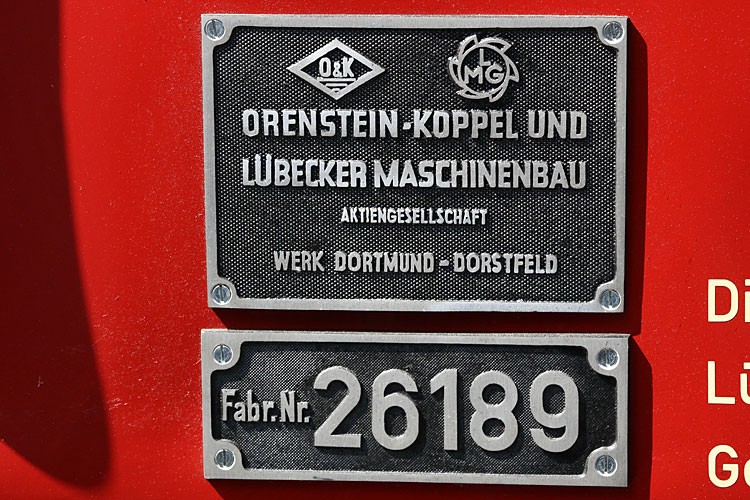 O&K
LMG
ORENSTEIN-KOPPEL UND
LÜBECKER MASCHINENBAU
AKTIENGESELLSCHAFT
WERK DORTMUND-DORSTFELD
Fabr.Nr. 26189